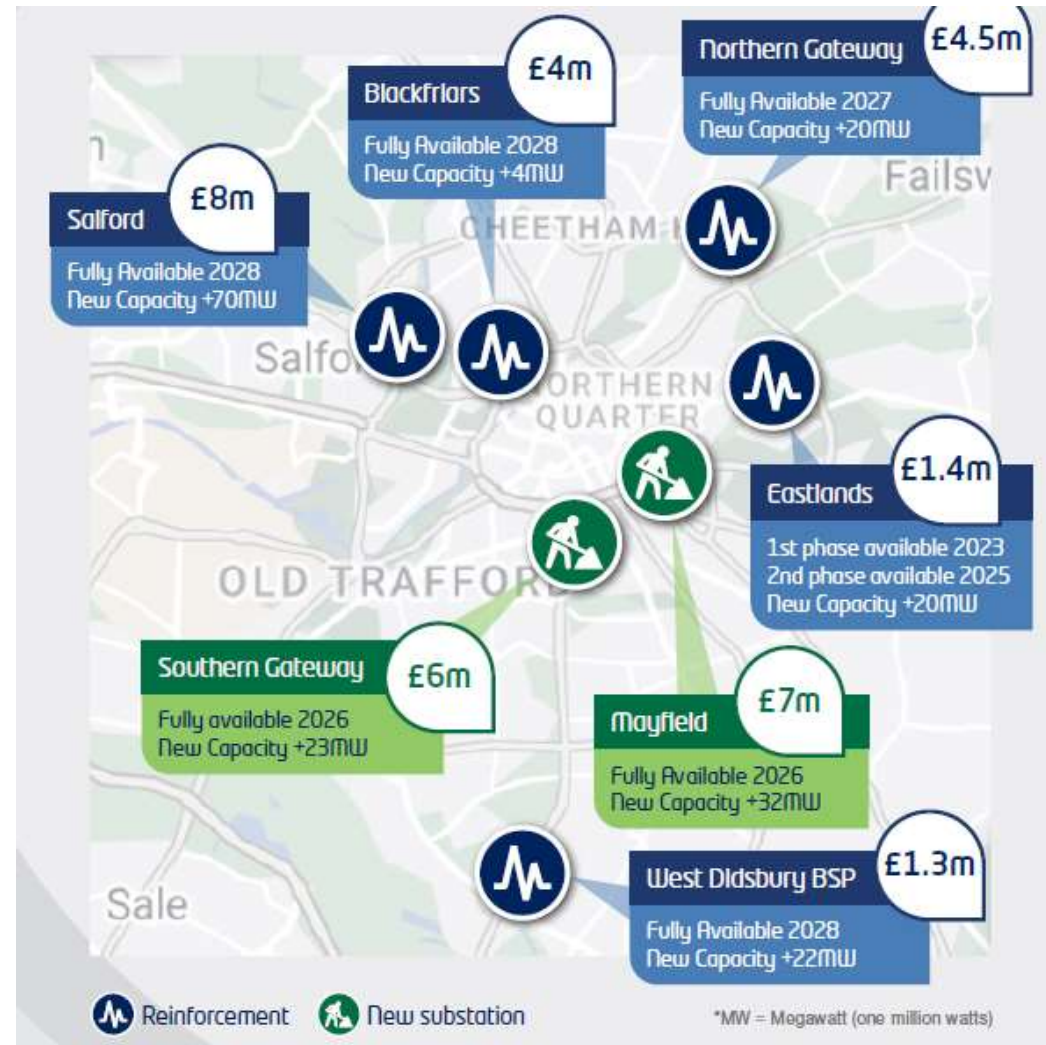 Northern Gateway
£4.5m
Fully Available 2027
New Capacity +20MW
Blackfriars
£4m
Fully Available 2028
New Capacity +4MW
Salford
£8m
Fully Available 2028
New Capacity +70MW
Failsv
CHEETHAM H
Salfo
ORTHERN
QUARTER
Eastlands
£1.4m
1st phase available 2023
2nd phase available 2025
New Capacity +20MW
OLD TRAFFORD
Southern Gateway
£6m
Fully available 2026
New Capacity +23MW
Mayfield
£7m
Fully Available 2026
New Capacity +32MW
West Didsbury BSP
£1.3m
Fully Available 2028
New Capacity +22MW
Sale
Reinforcement
New substation
*MW = Megawatt (one million watts)